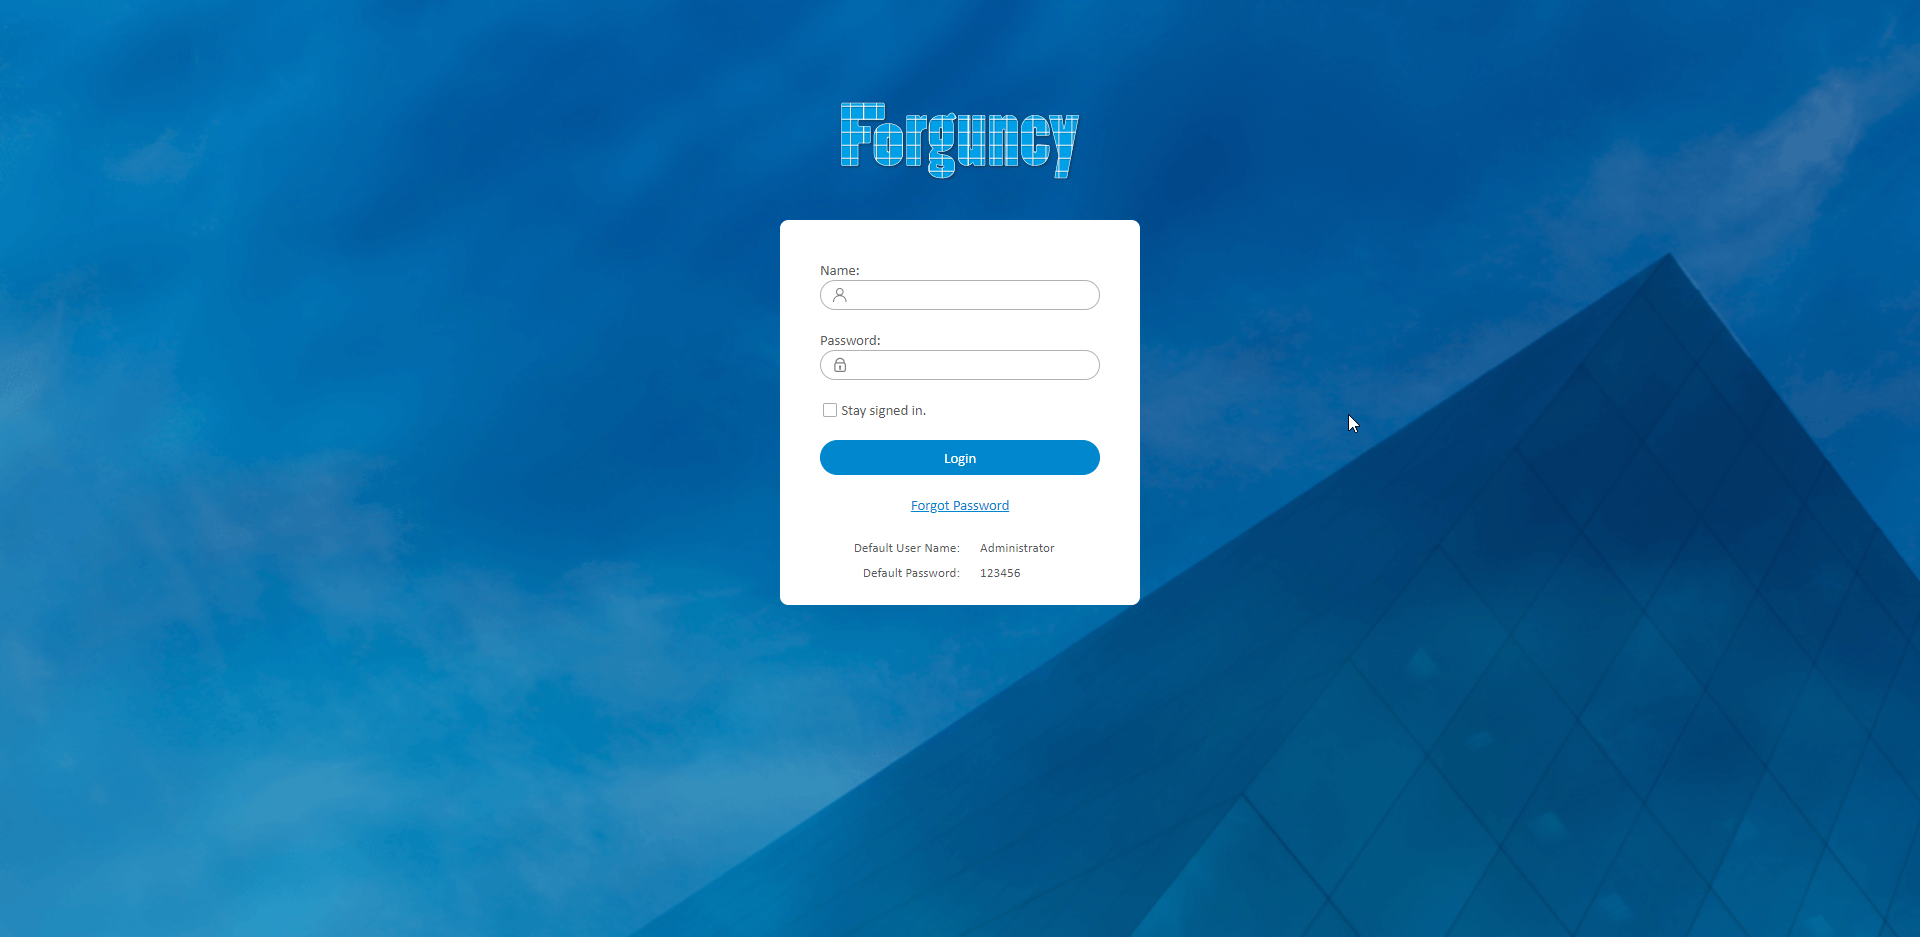 Forguncy
Name:
Password:
Stay signed in.
Login
Forgot Password
Default User Name: Administrator
Default Password: 123456